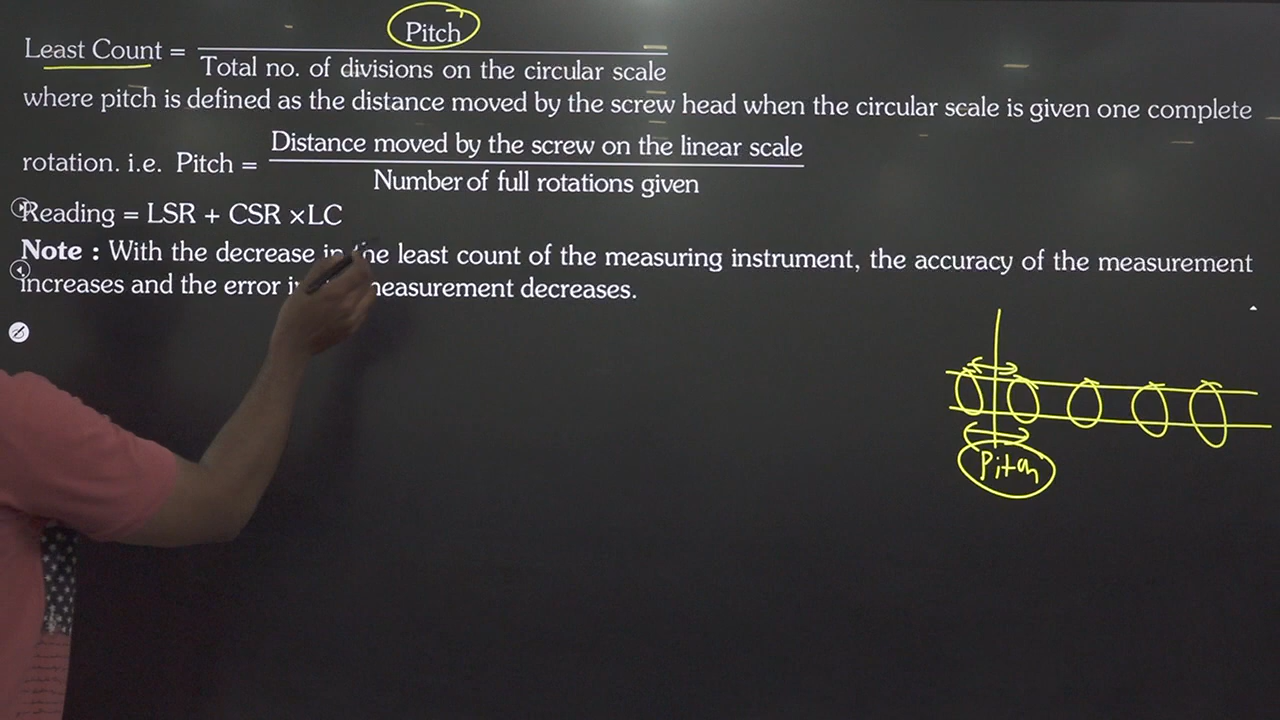 Pitch
Least Count =
Total no. of divisions on the circular scale
where pitch is defined as the distance moved by the screw head when the circular scale is given one complete
Distance moved by the screw on the linear scale
rotation. i.e. Pitch =
Number of full rotations given
Reading = LSR + CSR ×LC
Note : With the decrease in the least count of the measuring instrument, the accuracy of the measurement
increases and the error in measurement decreases.
Pitch